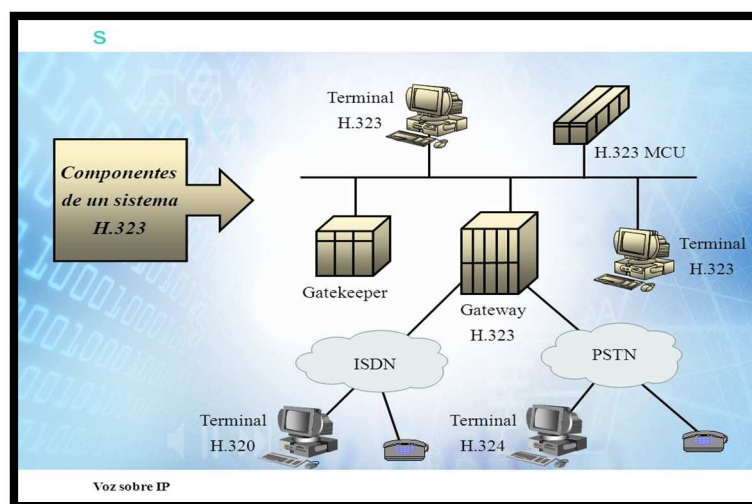 s
Terminal
H.323
H.323 MCU
Componentes
de un sistema
H.323
Gatekeeper
Gateway
H.323
Terminal
H.323
ISDN
PSTN
Terminal
H.320
Terminal
H.324
Voz sobre IP